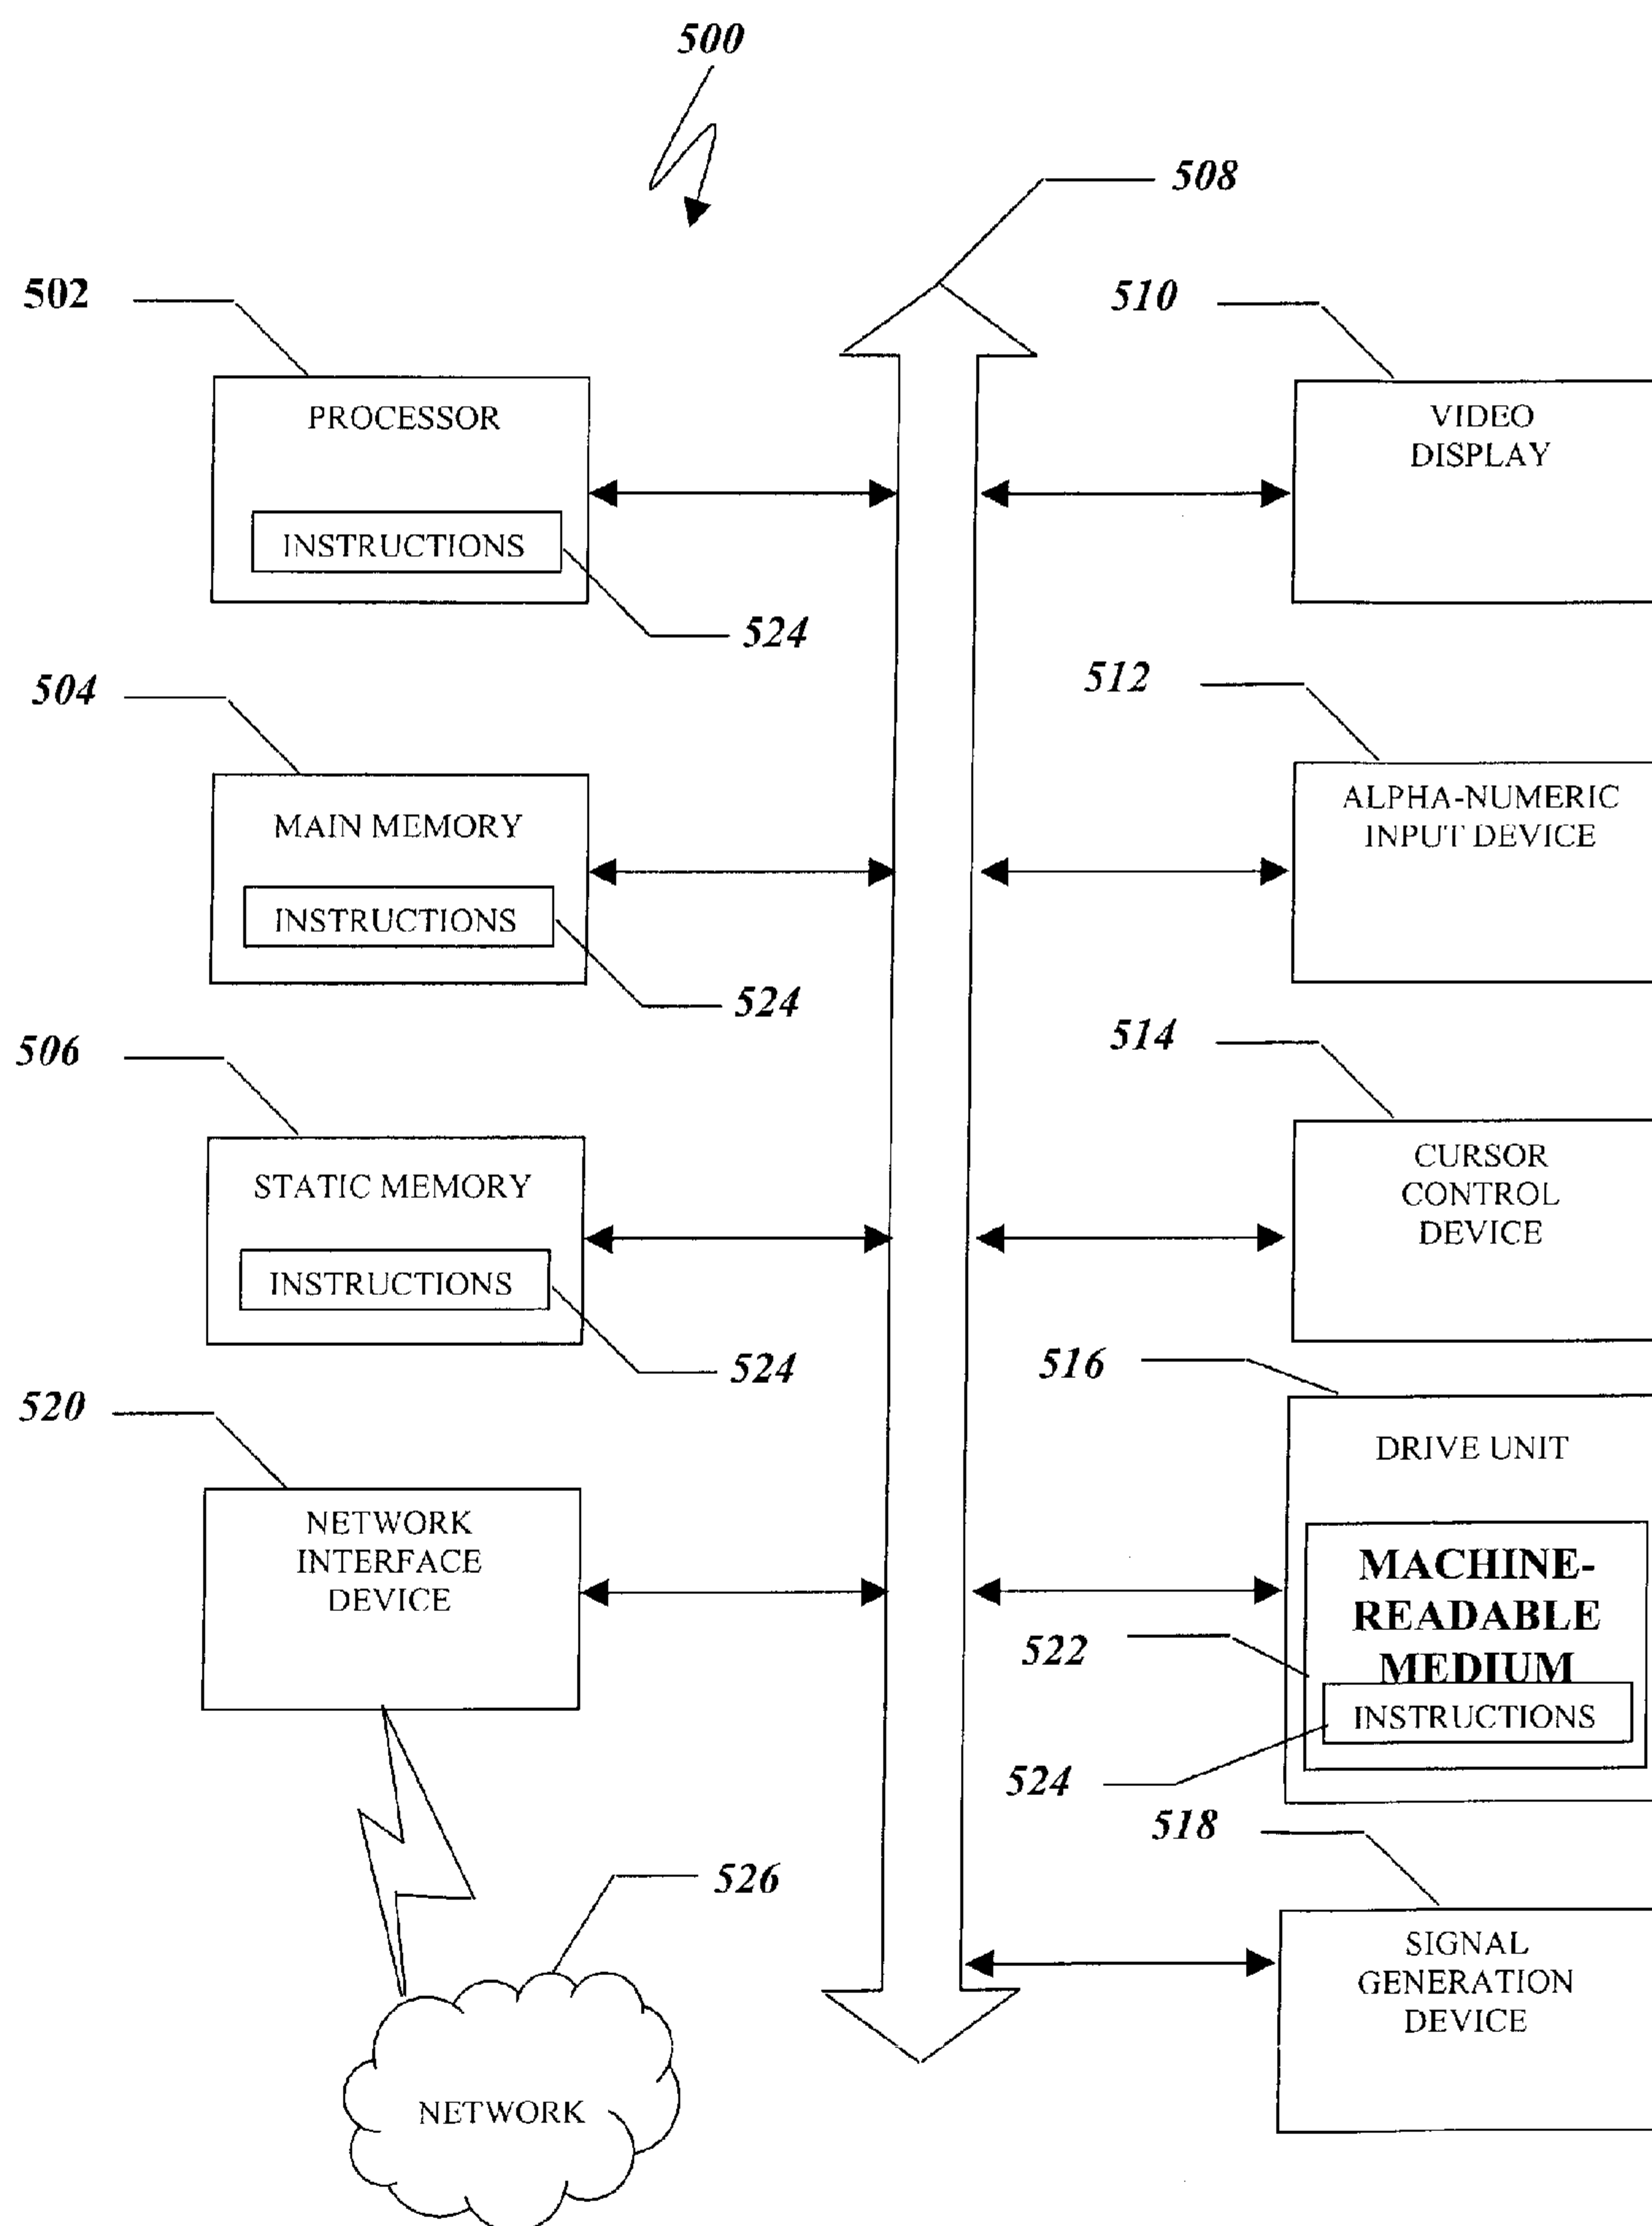 500
508
502
510
PROCESSOR
INSTRUCTIONS
524
VIDEO
DISPLAY
504
512
MAIN MEMORY
INSTRUCTIONS
524
ALPHA-NUMERIC
INPUT DEVICE
506
514
STATIC MEMORY
INSTRUCTIONS
524
CURSOR
CONTROL
DEVICE
520
516
NETWORK
INTERFACE
DEVICE
DRIVE UNIT
MACHINE-
READABLE
MEDIUM
522
INSTRUCTIONS
524
518
526
SIGNAL
GENERATION
DEVICE
NETWORK